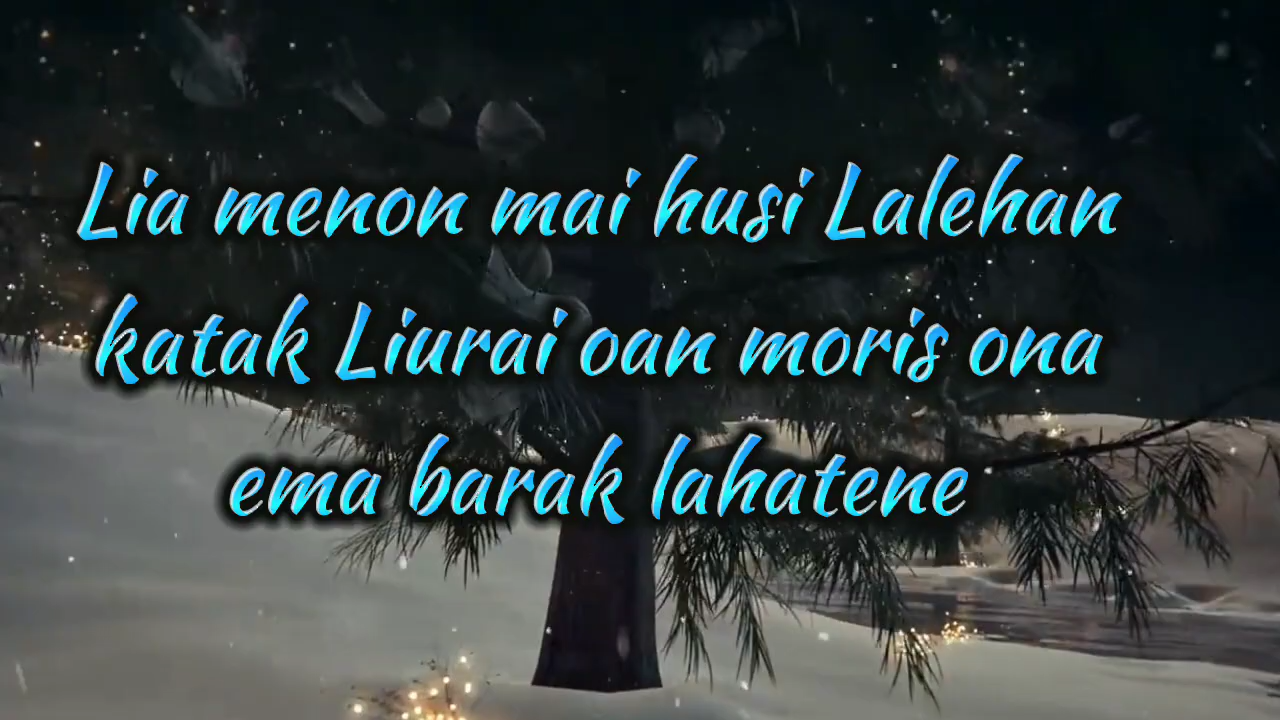 Lia menon mai husi Lalehan
katak Liurai oan moris ona
ema barak lahatene